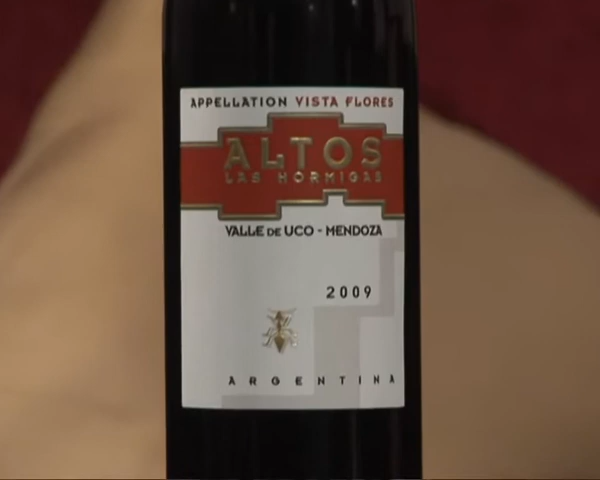 APPELLATION VISTA FLORES
ALTOS
LAS HORMIGAS
VALLE DE UCO - MENDOZA
2009
ARGENTINA